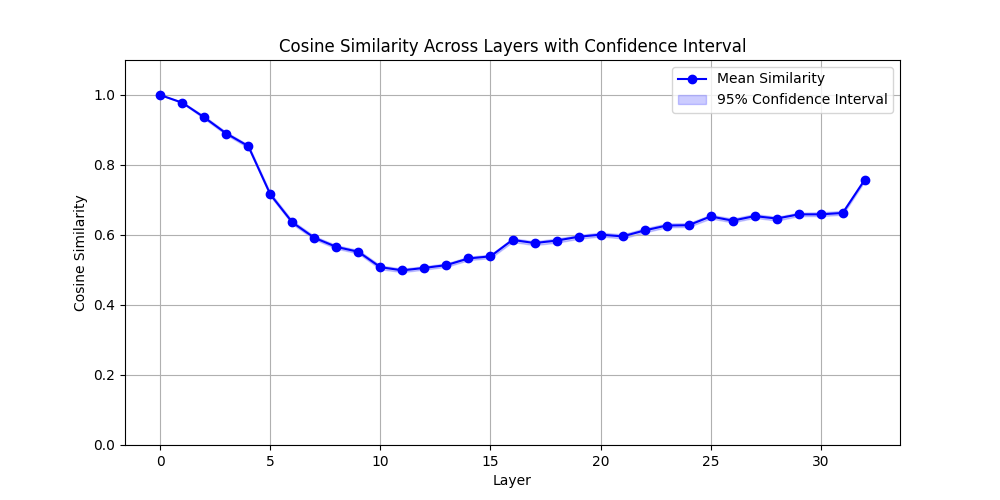 Cosine Similarity Across Layers with Confidence Interval
Mean Similarity
95% Confidence Interval
Cosine Similarity
1.0
0.8
0.6
0.4
0.2
0.0
0 5 10 15 20 25 30
Layer